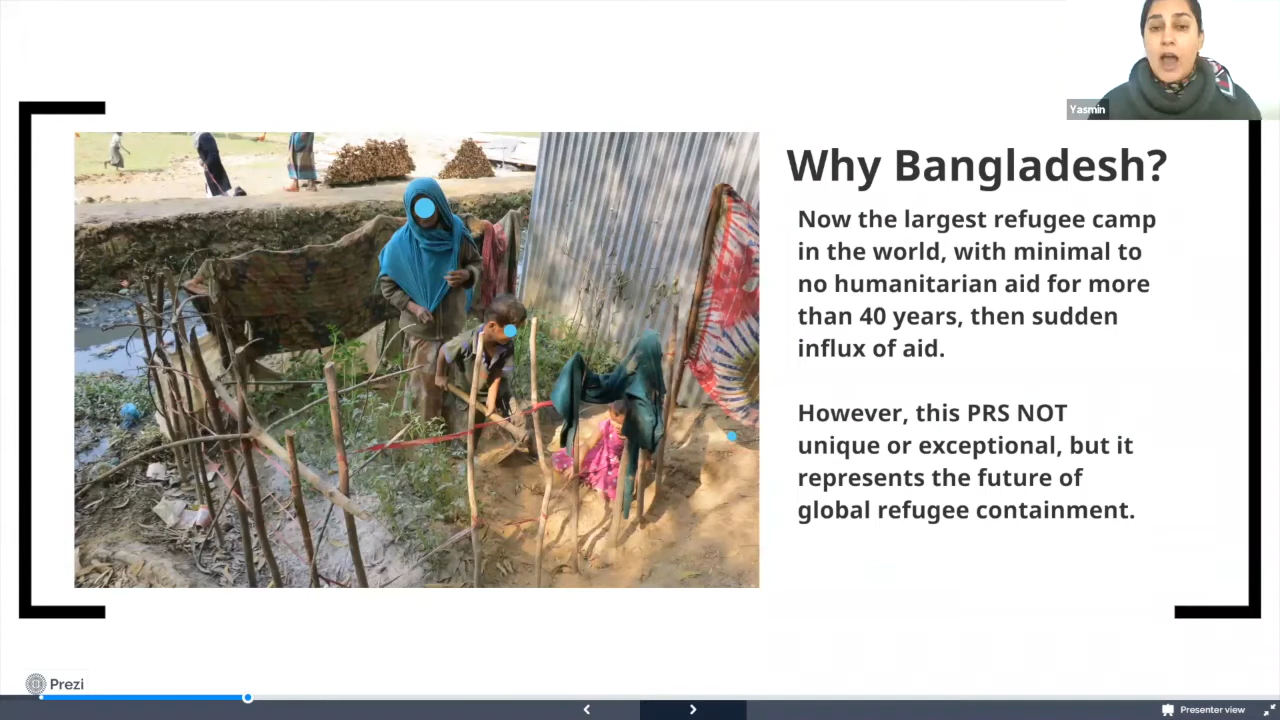 Yasmin
Why Bangladesh?
Now the largest refugee camp
in the world, with minimal to
no humanitarian aid for more
than 40 years, then sudden
influx of aid.
However, this PRS NOT
unique or exceptional, but it
represents the future of
global refugee containment.
Prezi
Presenter view